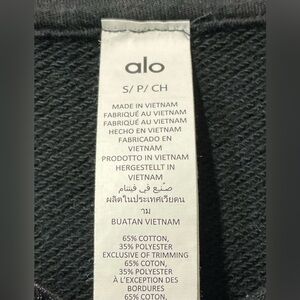 alo
S/ P/ CH
MADE IN VIETNAM
FABRIQUÉ AU VIETNAM
FABRIQUÉ AU VIETNAM
HECHO EN VIETNAM
FABRICADO EN
VIETNAM
PRODOTTO IN VIETNAM
HERGESTELLT IN
VIETNAM
صنع في فيتنام
ผลิตในประเทศเวียดน
าม
BUATAN VIETNAM
65% COTTON,
35% POLYESTER
EXCLUSIVE OF TRIMMING
65% COTON,
35% POLYESTER
À L'EXCEPTION DES
BORDURES
65% COTON,